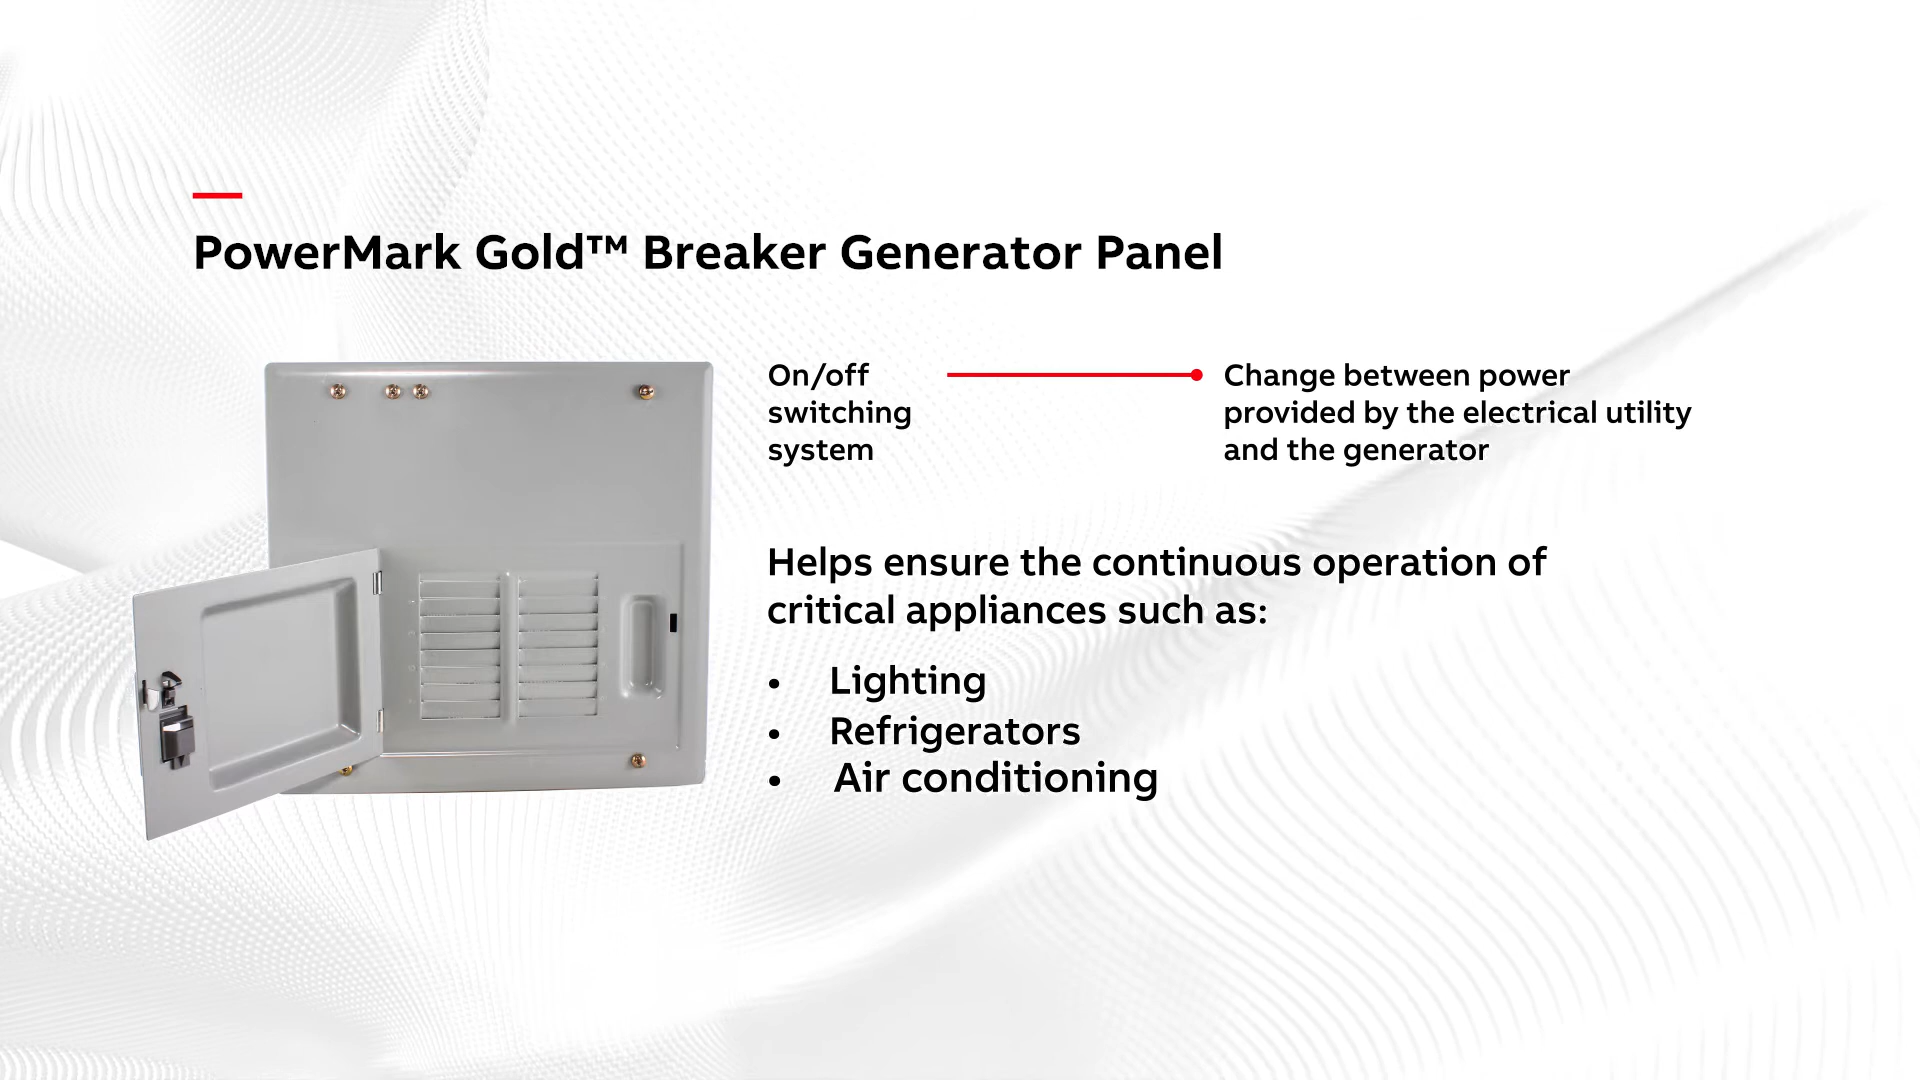 PowerMark Gold™ Breaker Generator Panel
On/off
switching
system
Change between power
provided by the electrical utility
and the generator
Helps ensure the continuous operation of
critical appliances such as:
• Lighting
• Refrigerators
• Air conditioning